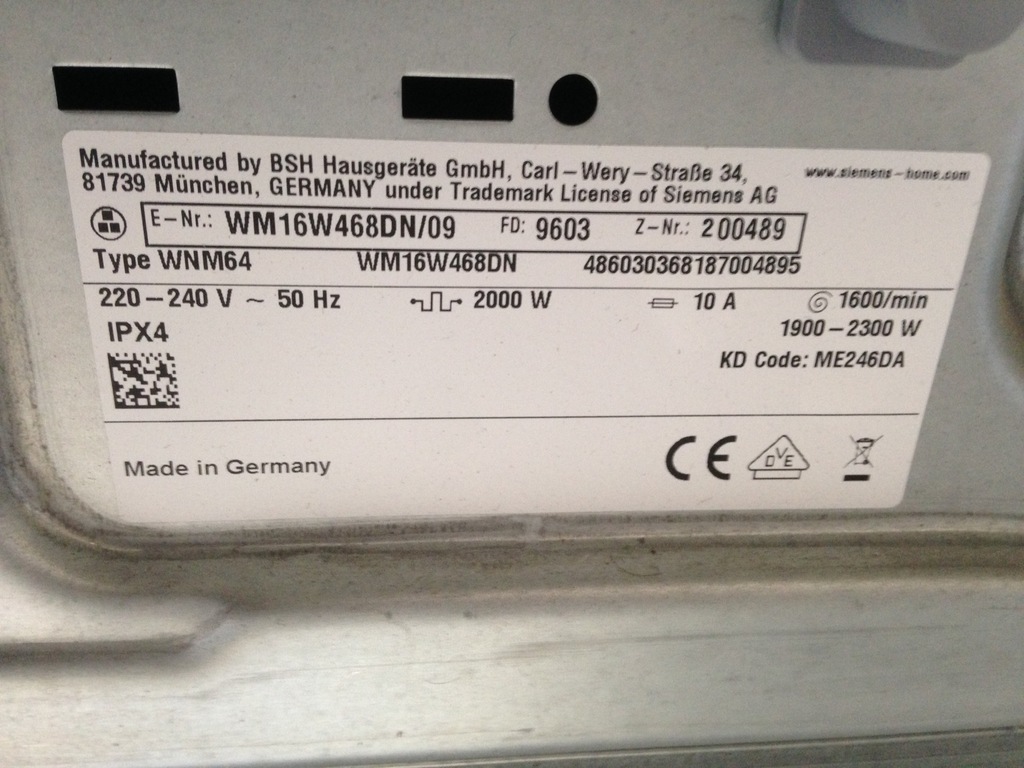 Manufactured by BSH Hausgeräte GmbH, Carl-Wery-Straße 34,
81739 München, GERMANY under Trademark License of Siemens AG
www.siemens-home.com
E-Nr.: WM16W468DN/09 FD: 9603 Z-Nr.: 200489
Type WNM64 WM16W468DN 486030368187004895
220-240 V ~ 50 Hz 2000 W 10 A 1600/min
IPX4 1900-2300 W
KD Code: ME246DA
Made in Germany CE DVE